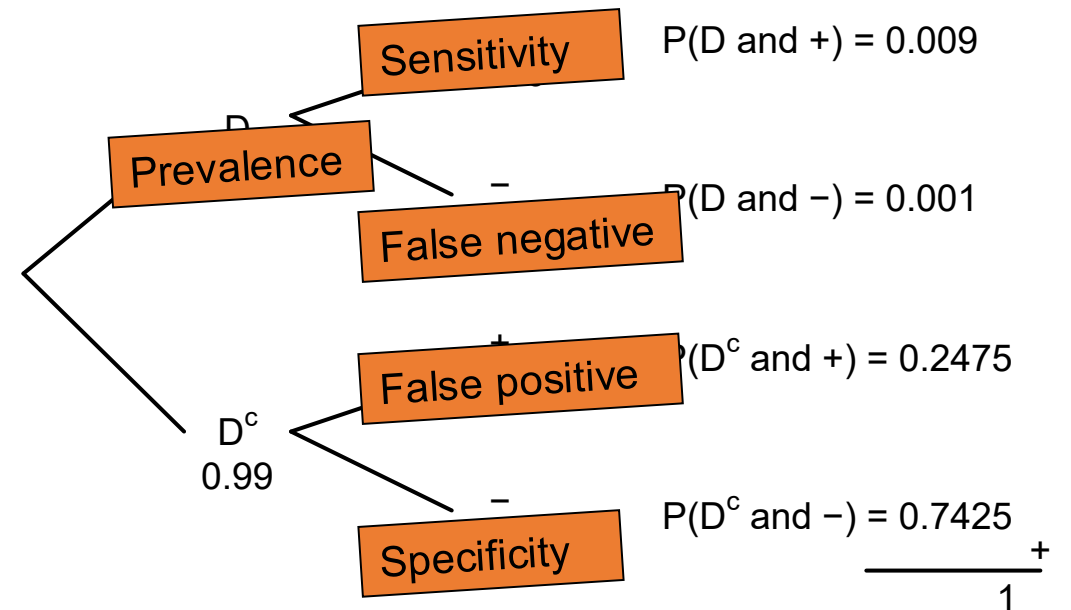 Sensitivity
P(D and +) = 0.009
D
Prevalence
−
P(D and −) = 0.001
False negative
+
P(Dᶜ and +) = 0.2475
False positive
Dᶜ
0.99
−
P(Dᶜ and −) = 0.7425
+
Specificity
1